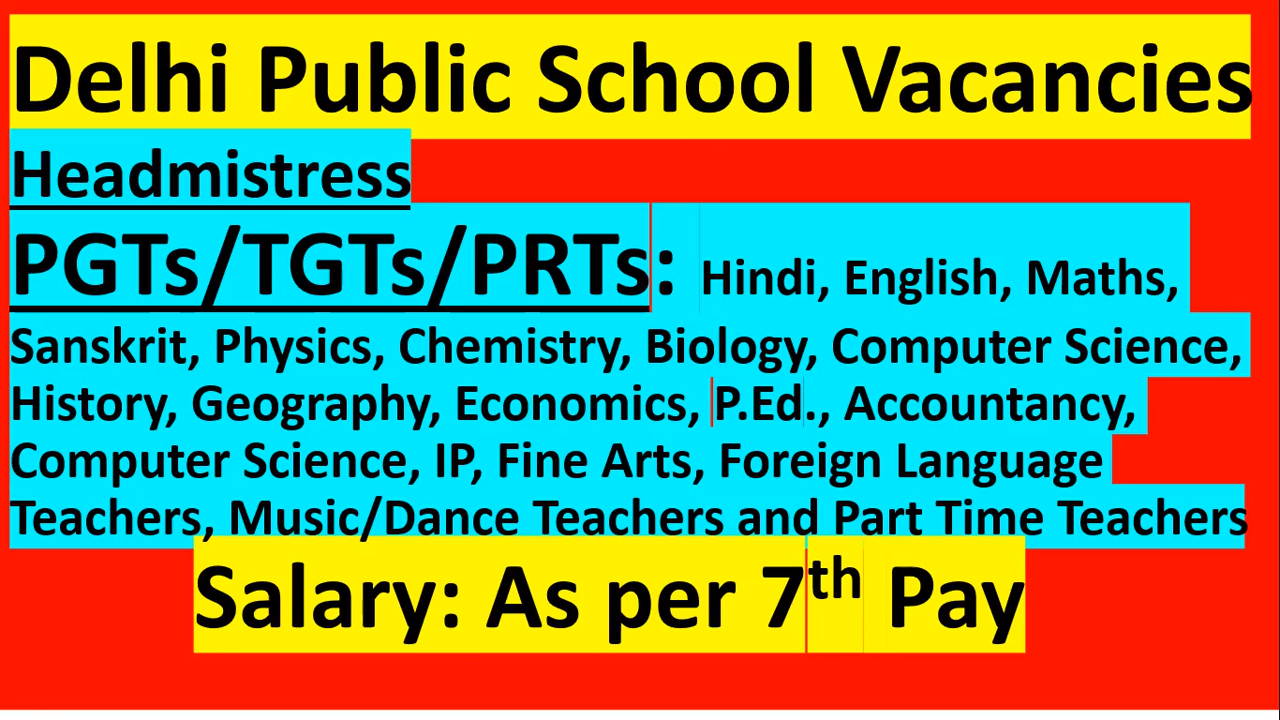 Delhi Public School Vacancies
Headmistress
PGTs/TGTs/PRTs: Hindi, English, Maths,
Sanskrit, Physics, Chemistry, Biology, Computer Science,
History, Geography, Economics, P.Ed., Accountancy,
Computer Science, IP, Fine Arts, Foreign Language
Teachers, Music/Dance Teachers and Part Time Teachers
Salary: As per 7th Pay